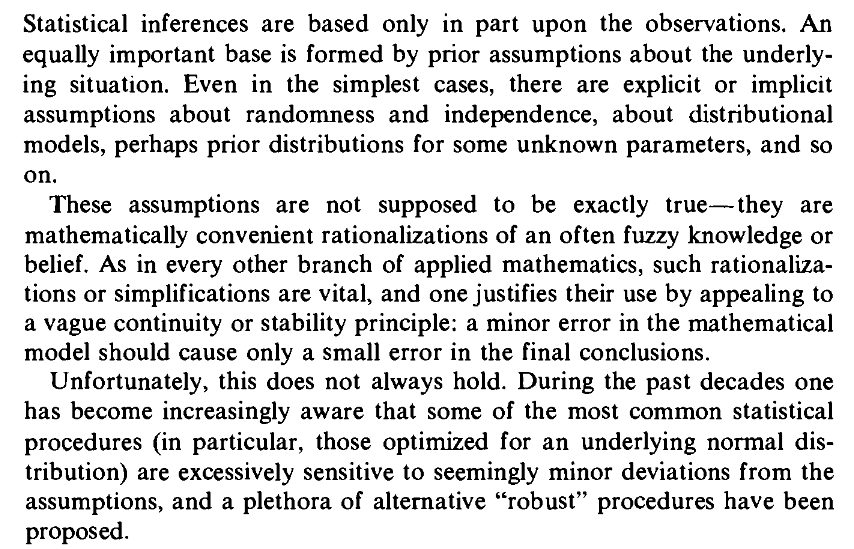 Statistical inferences are based only in part upon the observations. An
equally important base is formed by prior assumptions about the underly-
ing situation. Even in the simplest cases, there are explicit or implicit
assumptions about randomness and independence, about distributional
models, perhaps prior distributions for some unknown parameters, and so
on.
These assumptions are not supposed to be exactly true—they are
mathematically convenient rationalizations of an often fuzzy knowledge or
belief. As in every other branch of applied mathematics, such rationaliza-
tions or simplifications are vital, and one justifies their use by appealing to
a vague continuity or stability principle: a minor error in the mathematical
model should cause only a small error in the final conclusions.
Unfortunately, this does not always hold. During the past decades one
has become increasingly aware that some of the most common statistical
procedures (in particular, those optimized for an underlying normal dis-
tribution) are excessively sensitive to seemingly minor deviations from the
assumptions, and a plethora of alternative “robust” procedures have been
proposed.